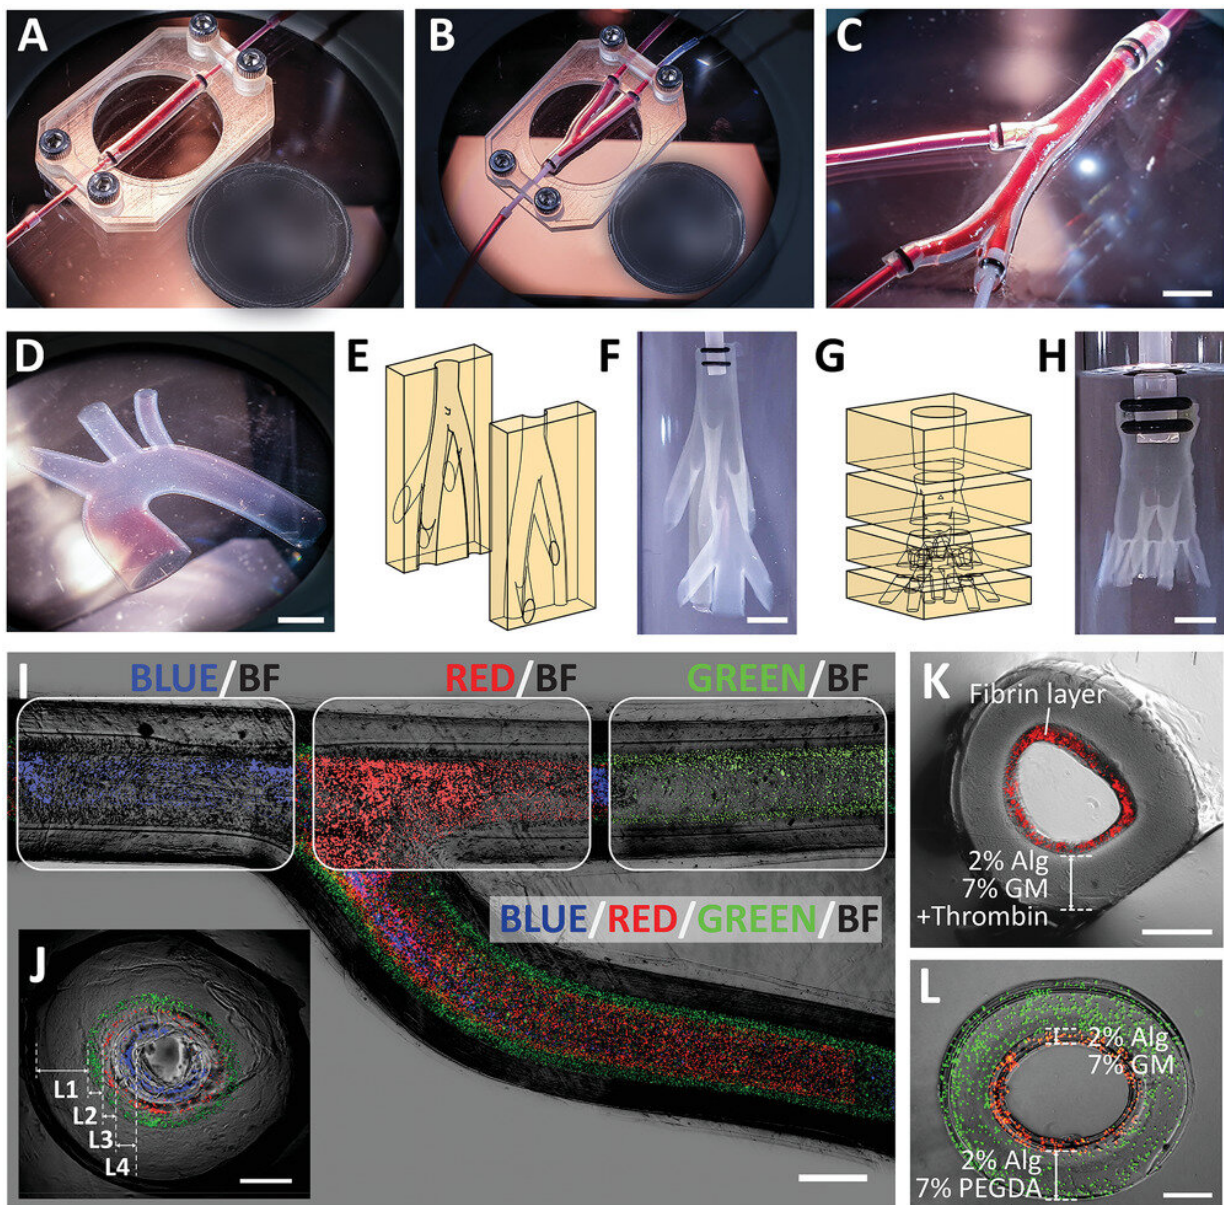 A
B
C
D
E
F
G
H
I
BLUE/BF
RED/BF
GREEN/BF
BLUE/RED/GREEN/BF
J
L1
L2
L3
L4
K
Fibrin layer
2% Alg
7% GM
+Thrombin
L
2% Alg
7% GM
2% Alg
7% PEGDA